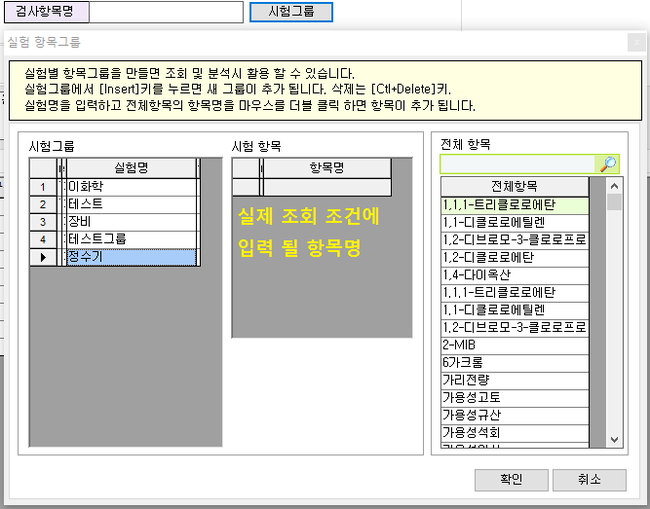 검사항목명
시험그룹
실험 항목그룹
실험별 항목그룹을 만들면 조회 및 분석시 활용 할 수 있습니다.
실험그룹에서 [Insert]키를 누르면 새 그룹이 추가 됩니다. 삭제는 [Ctl+Delete]키.
실험명을 입력하고 전체항목의 항목명을 마우스를 더블 클릭 하면 항목이 추가 됩니다.
시험그룹
실험명
1 이화학
2 테스트
3 장비
4 테스트그룹
정수기
시험 항목
항목명
실제 조회 조건에
입력 될 항목명
전체 항목
전체항목
1,1,1-트리클로로에탄
1,1-디클로로에틸렌
1,2-디브로모-3-클로로프로
1,2-디클로로에탄
1,4-다이옥산
1.1.1-트리클로로에탄
1.1-디클로로에틸렌
1.2-디브로모-3-클로로프로
2-MIB
6가크롬
가리전량
가용성고토
가용성규산
가용성석회
확인
취소